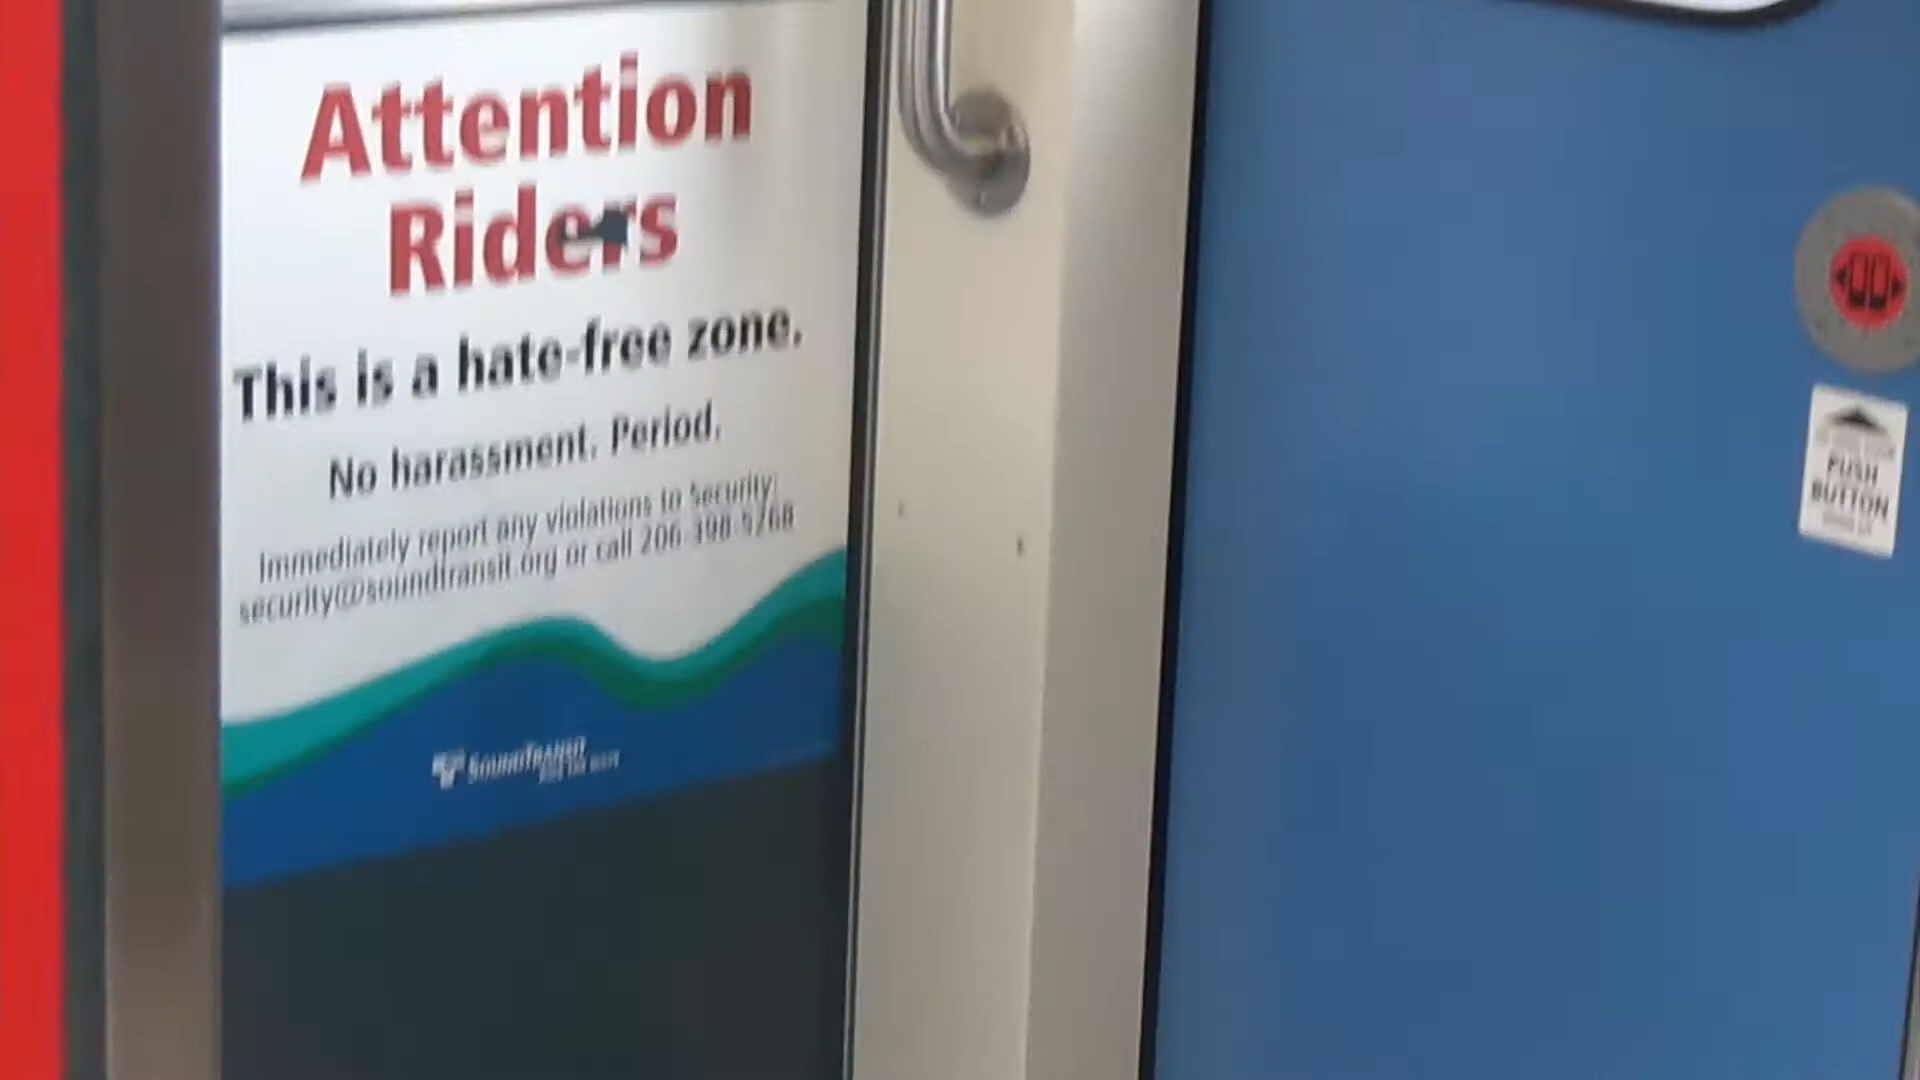 Attention
Riders
This is a hate-free zone.
No harassment. Period.
Immediately report any violations to Security:
security@soundtransit.org or call 206-398-5268
SOUNDTRANSIT
PUSH
BUTTON